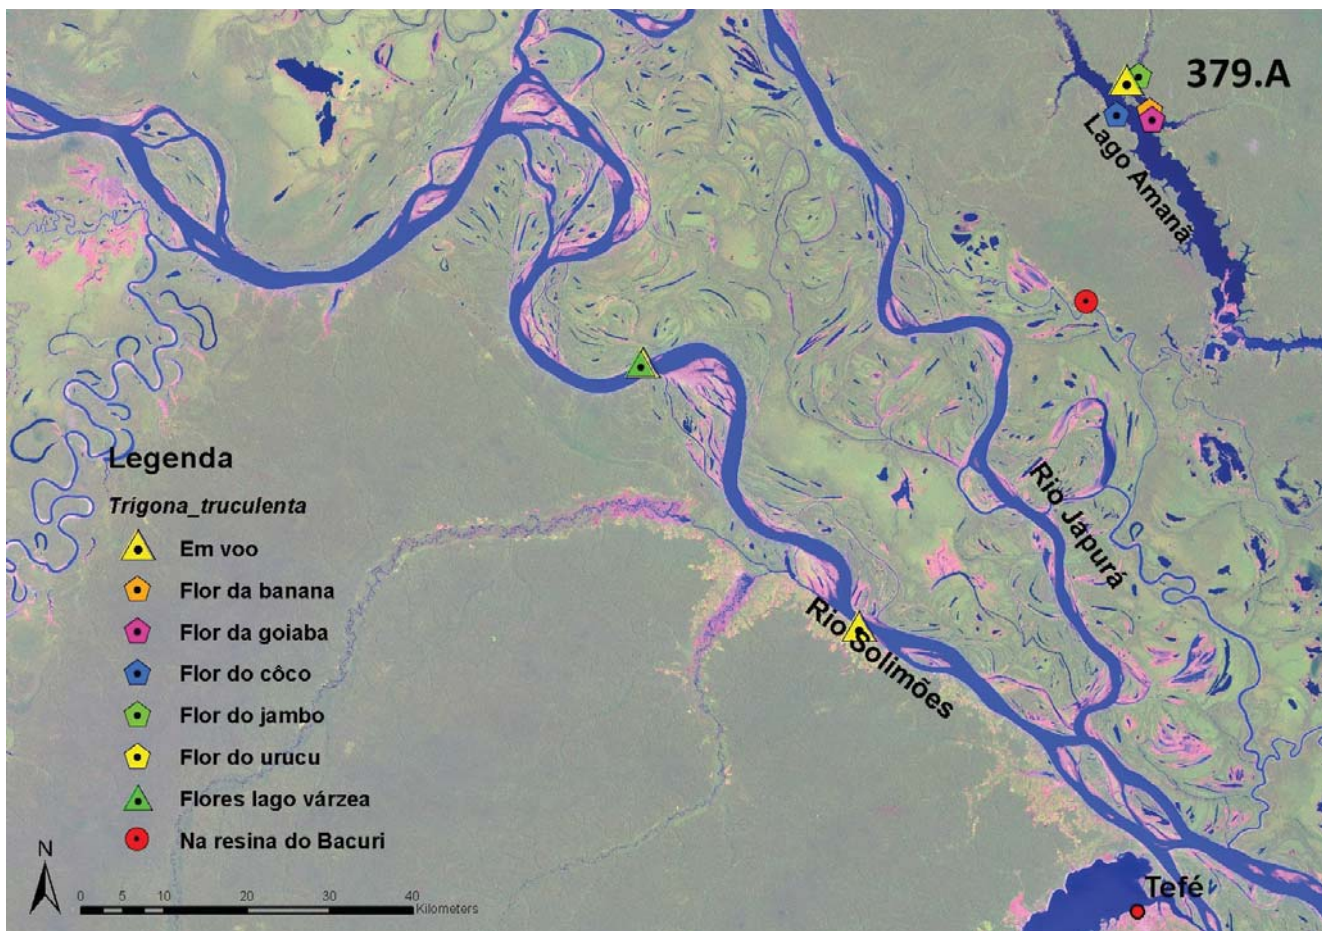 379.A
Lago Amanã
Rio Japurá
Rio Solimões
Tefé
Legenda
Trigona_truculenta
Em voo
Flor da banana
Flor da goiaba
Flor do côco
Flor do jambo
Flor do urucu
Flores lago várzea
Na resina do Bacuri
N
0 5 10 20 30 40
Kilometers